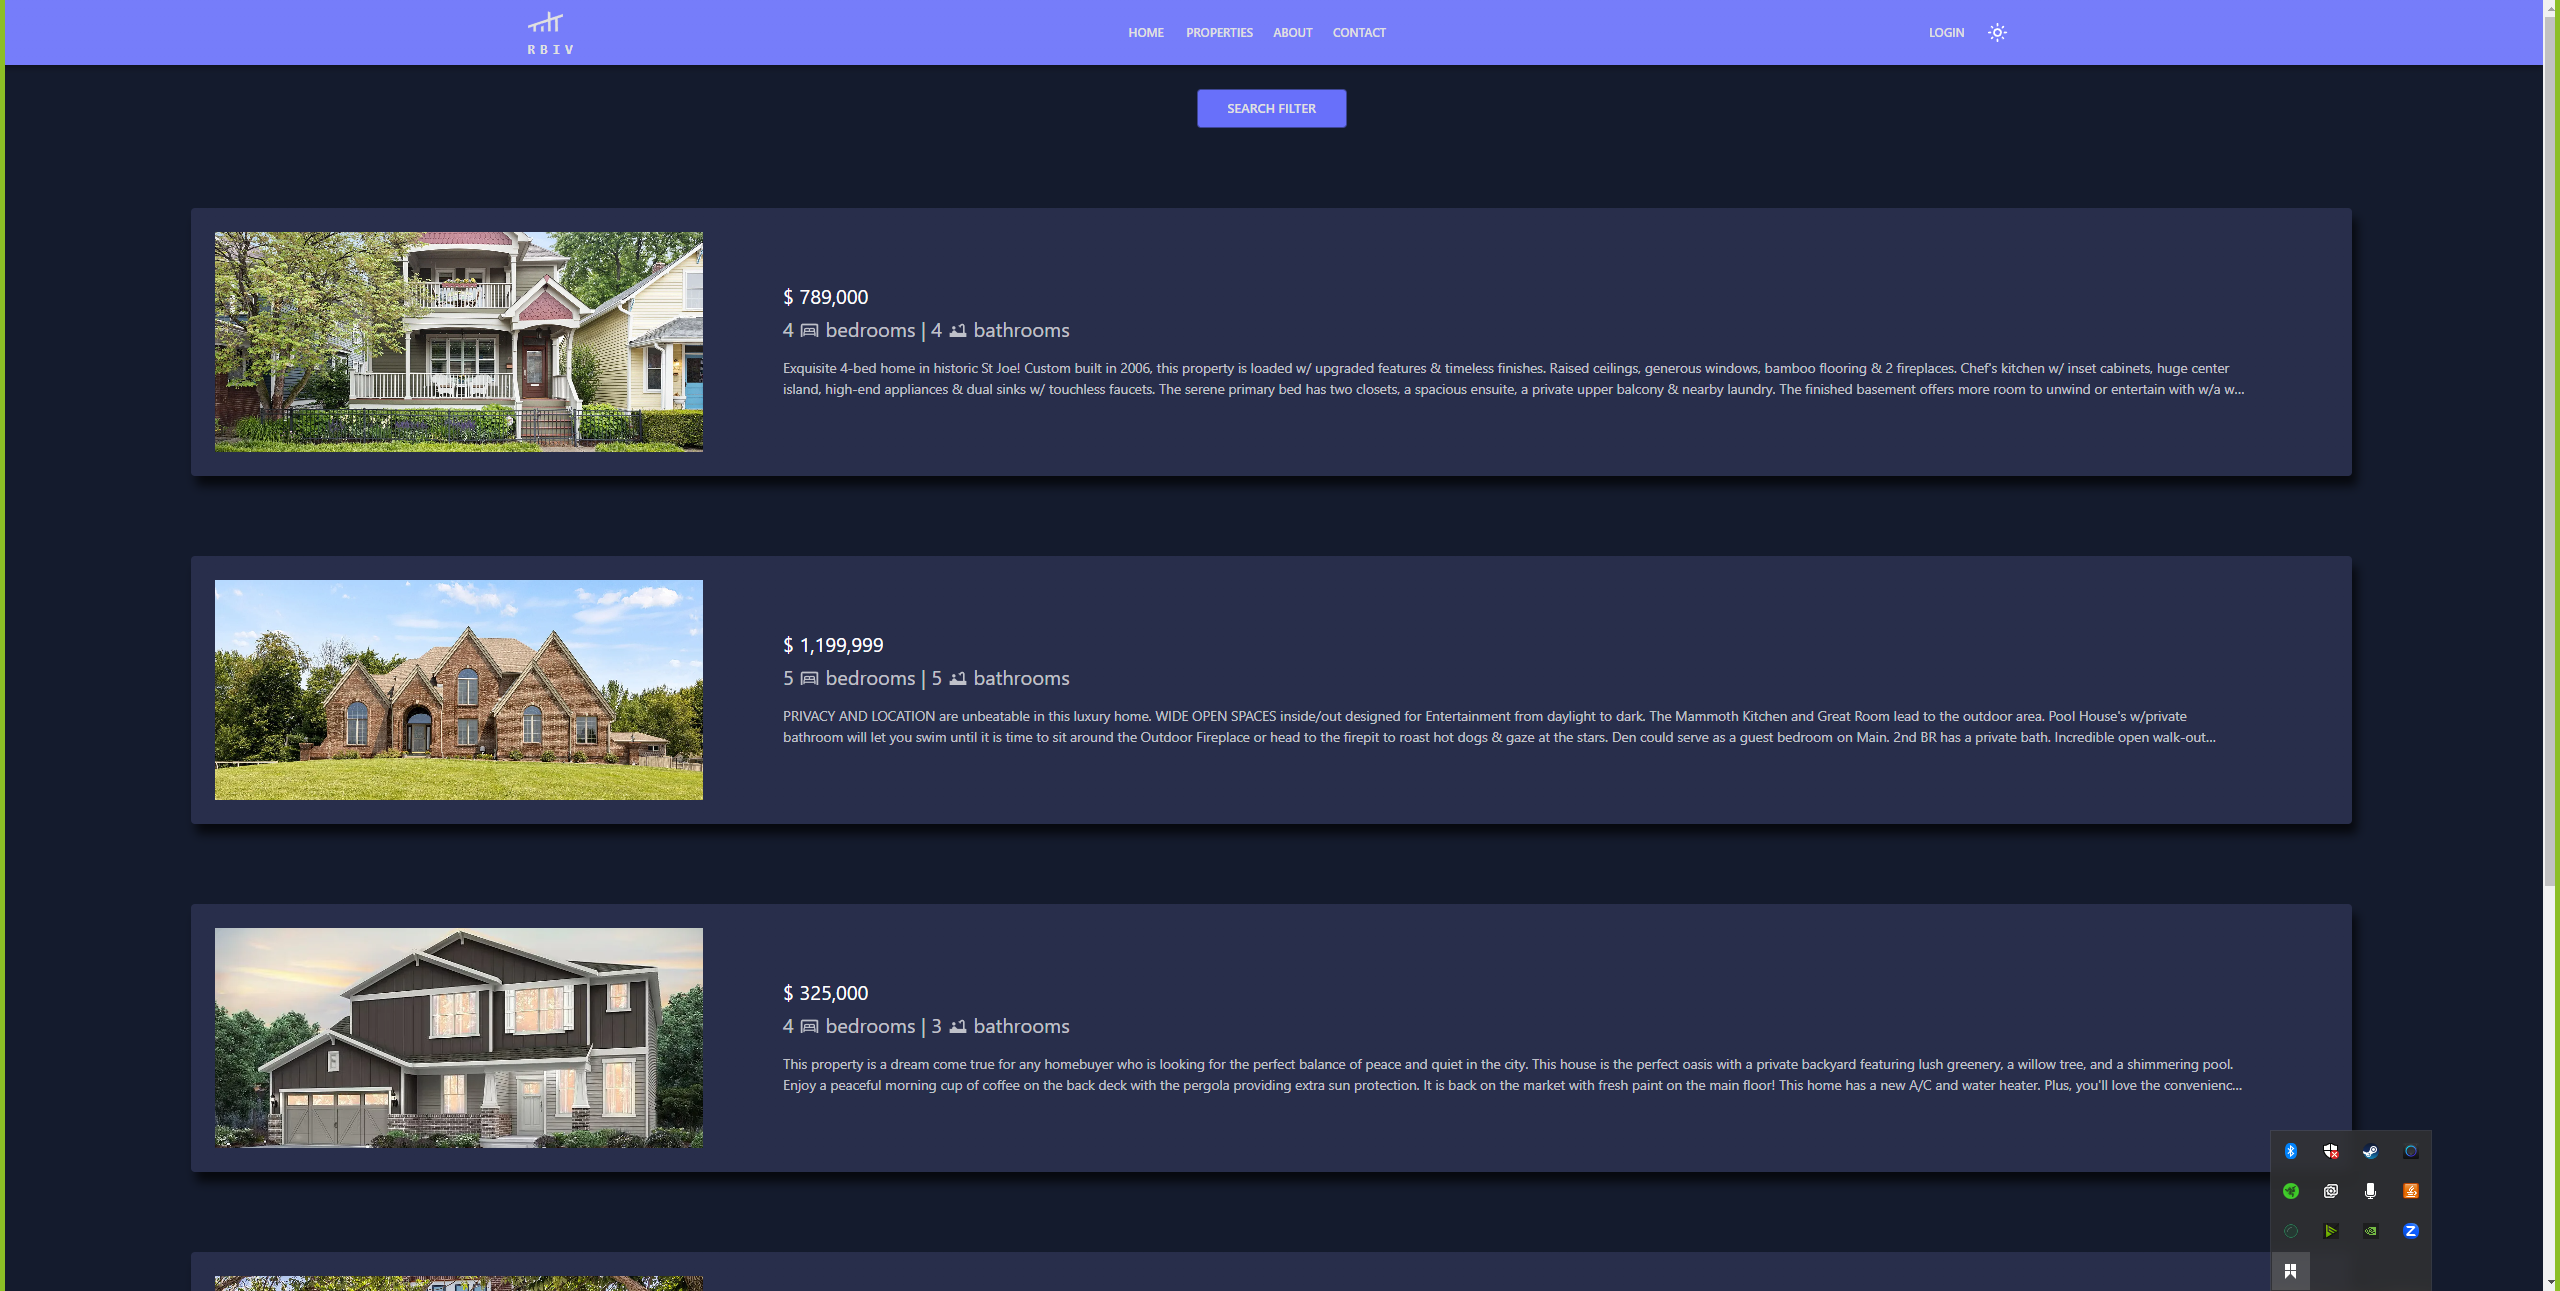 RBIV
HOME PROPERTIES ABOUT CONTACT
LOGIN
SEARCH FILTER
$ 789,000
4 bedrooms | 4 bathrooms
Exquisite 4-bed home in historic St Joe! Custom built in 2006, this property is loaded w/ upgraded features & timeless finishes. Raised ceilings, generous windows, bamboo flooring & 2 fireplaces. Chef's kitchen w/ inset cabinets, huge center
island, high-end appliances & dual sinks w/ touchless faucets. The serene primary bed has two closets, a spacious ensuite, a private upper balcony & nearby laundry. The finished basement offers more room to unwind or entertain with w/a w...
$ 1,199,999
5 bedrooms | 5 bathrooms
PRIVACY AND LOCATION are unbeatable in this luxury home. WIDE OPEN SPACES inside/out designed for Entertainment from daylight to dark. The Mammoth Kitchen and Great Room lead to the outdoor area. Pool House's w/private
bathroom will let you swim until it is time to sit around the Outdoor Fireplace or head to the firepit to roast hot dogs & gaze at the stars. Den could serve as a guest bedroom on Main. 2nd BR has a private bath. Incredible open walk-out...
$ 325,000
4 bedrooms | 3 bathrooms
This property is a dream come true for any homebuyer who is looking for the perfect balance of peace and quiet in the city. This house is the perfect oasis with a private backyard featuring lush greenery, a willow tree, and a shimmering pool.
Enjoy a peaceful morning cup of coffee on the back deck with the pergola providing extra sun protection. It is back on the market with fresh paint on the main floor! This home has a new A/C and water heater. Plus, you'll love the convenienc...